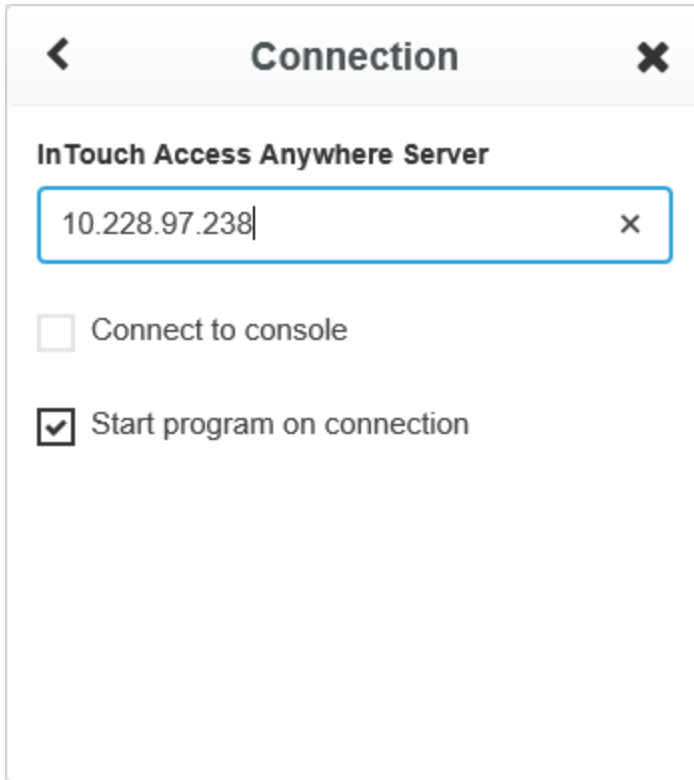 Connection
InTouch Access Anywhere Server
10.228.97.238
Connect to console
Start program on connection